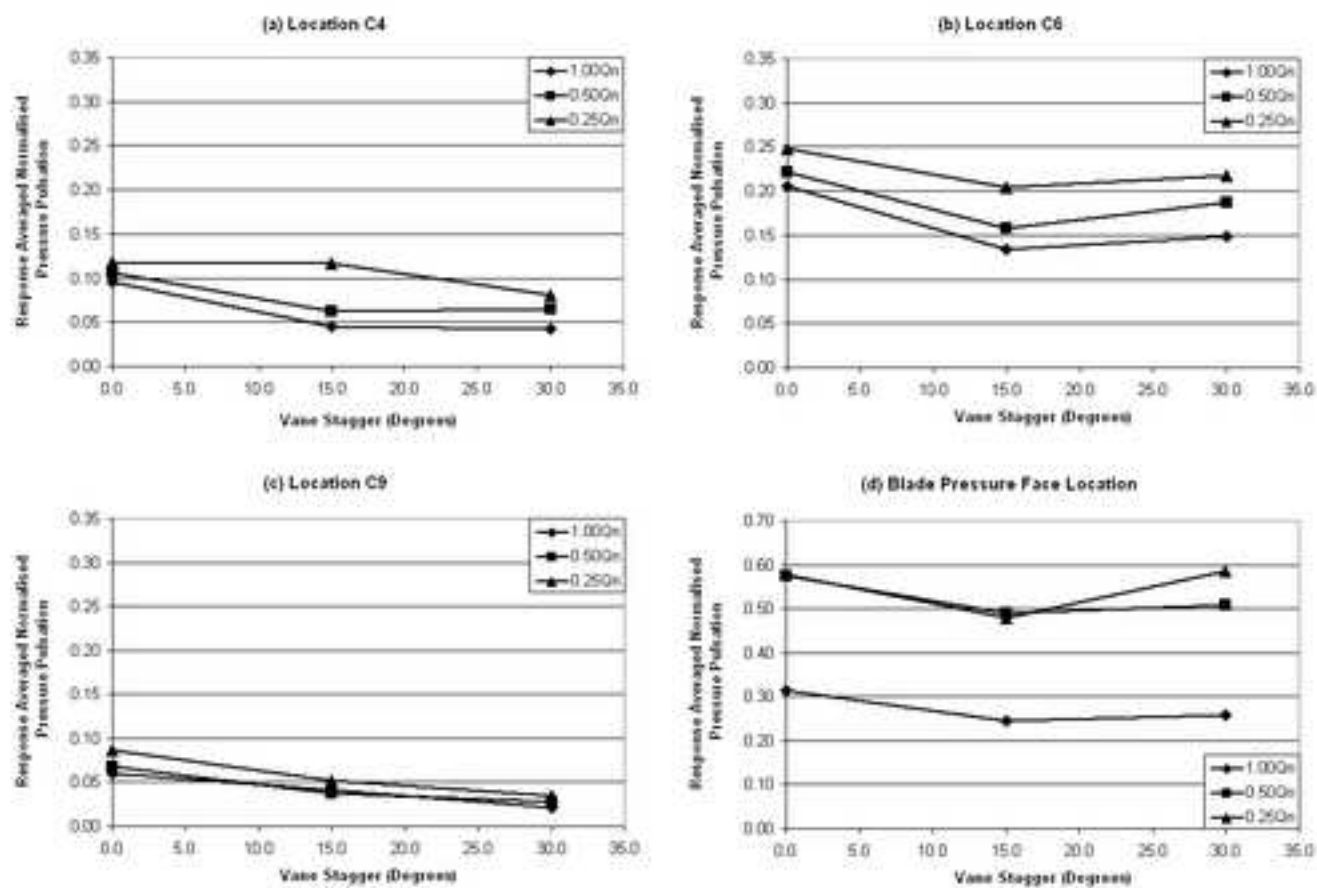 (a) Location C4
Response Averaged Normalised
Pressure Pulsation
0.35
0.30
0.25
0.20
0.15
0.10
0.05
0.00
1.00Qn
0.50Qn
0.25Qn
0.0 5.0 10.0 15.0 20.0 25.0 30.0 35.0
Vane Stagger (Degrees)
(b) Location C6
Response Averaged Normalised
Pressure Pulsation
0.35
0.30
0.25
0.20
0.15
0.10
0.05
0.00
1.00Qn
0.50Qn
0.25Qn
0.0 5.0 10.0 15.0 20.0 25.0 30.0 35.0
Vane Stagger (Degrees)
(c) Location C9
Response Averaged Normalised
Pressure Pulsation
0.35
0.30
0.25
0.20
0.15
0.10
0.05
0.00
1.00Qn
0.50Qn
0.25Qn
0.0 5.0 10.0 15.0 20.0 25.0 30.0 35.0
Vane Stagger (Degrees)
(d) Blade Pressure Face Location
Response Averaged Normalised
Pressure Pulsation
0.70
0.60
0.50
0.40
0.30
0.20
0.10
0.00
1.00Qn
0.50Qn
0.25Qn
0.0 5.0 10.0 15.0 20.0 25.0 30.0 35.0
Vane Stagger (Degrees)